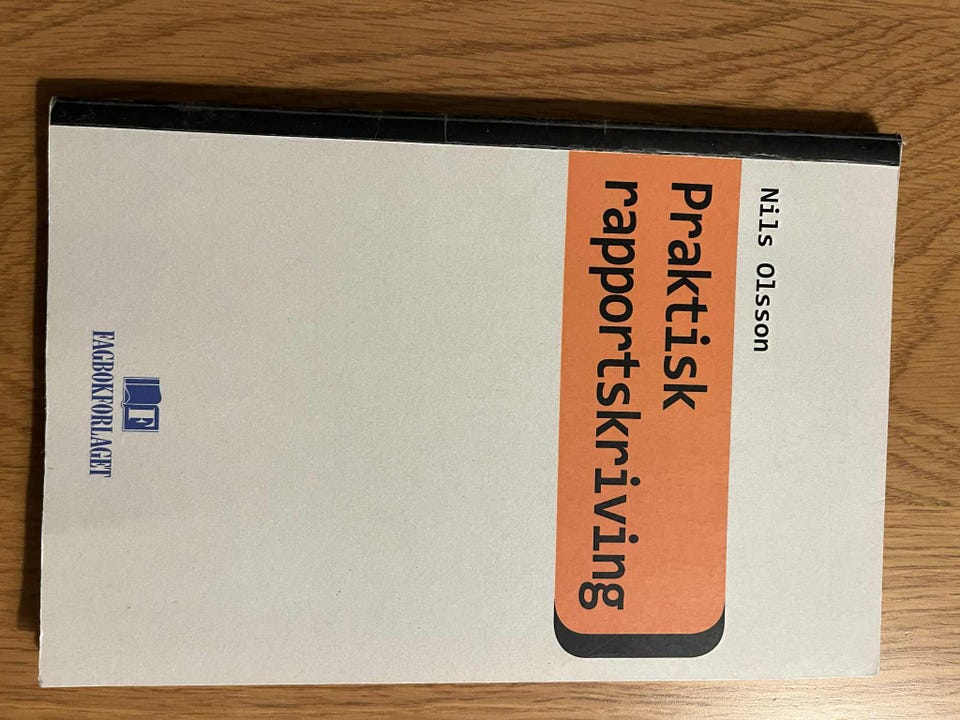 Nils Olsson
Praktisk
rapportskriving
F
FAGBOKFORLAGET